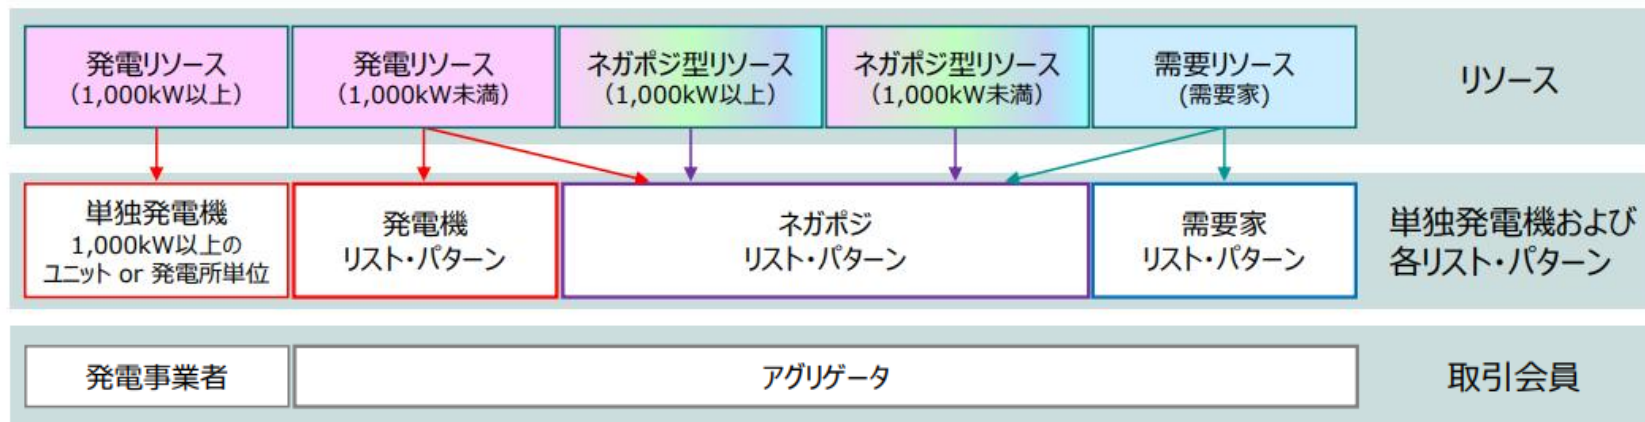 発電リソース
（1,000kW以上）
発電リソース
（1,000kW未満）
ネガポジ型リソース
（1,000kW以上）
ネガポジ型リソース
（1,000kW未満）
需要リソース
(需要家)
リソース
単独発電機
1,000kW以上の
ユニット or 発電所単位
発電機
リスト・パターン
ネガポジ
リスト・パターン
需要家
リスト・パターン
単独発電機および
各リスト・パターン
発電事業者
アグリゲータ
取引会員